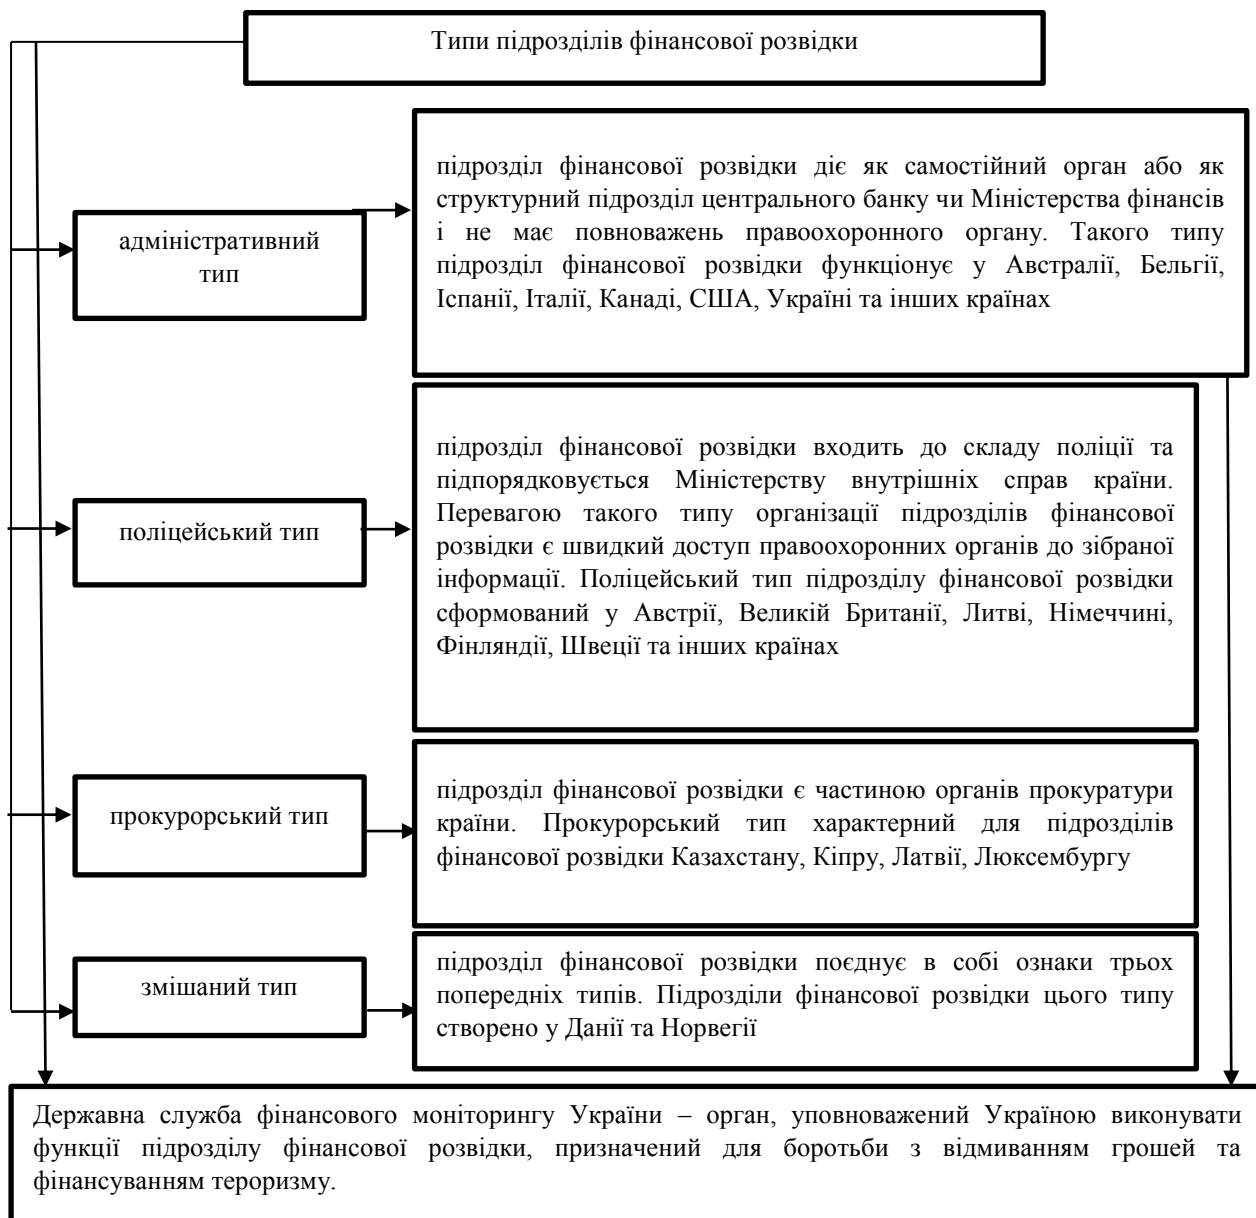 Типи підрозділів фінансової розвідки
адміністративний
тип
підрозділ фінансової розвідки діє як самостійний орган або як
структурний підрозділ центрального банку чи Міністерства фінансів
і не має повноважень правоохоронного органу. Такого типу
підрозділ фінансової розвідки функціонує у Австралії, Бельгії,
Іспанії, Італії, Канаді, США, Україні та інших країнах
поліцейський тип
підрозділ фінансової розвідки входить до складу поліції та
підпорядковується Міністерству внутрішніх справ країни.
Перевагою такого типу організації підрозділів фінансової
розвідки є швидкий доступ правоохоронних органів до зібраної
інформації. Поліцейський тип підрозділу фінансової розвідки
сформований у Австрії, Великій Британії, Литві, Німеччині,
Фінляндії, Швеції та інших країнах
прокурорський тип
підрозділ фінансової розвідки є частиною органів прокуратури
країни. Прокурорський тип характерний для підрозділів
фінансової розвідки Казахстану, Кіпру, Латвії, Люксембургу
змішаний тип
підрозділ фінансової розвідки поєднує в собі ознаки трьох
попередніх типів. Підрозділи фінансової розвідки цього типу
створено у Данії та Норвегії
Державна служба фінансового моніторингу України – орган, уповноважений Україною виконувати
функції підрозділу фінансової розвідки, призначений для боротьби з відмиванням грошей та
фінансуванням тероризму.